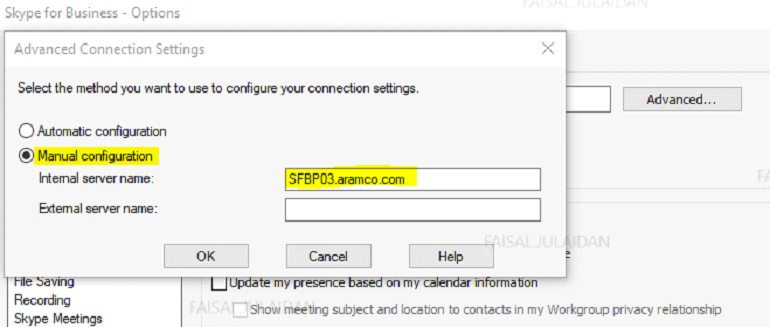 FAISAL.JULAIDAN
Skype for Business - Options
Advanced Connection Settings
Select the method you want to use to configure your connection settings.
Automatic configuration
Advanced...
Manual configuration
Internal server name:
SFBP03.aramco.com
External server name:
FAISAL.JULAIDAN
OK
Cancel
Help
File Saving
Update my presence based on my calendar information
Recording
Show meeting subject and location to contacts in my Workgroup privacy relationship
Skype Meetings